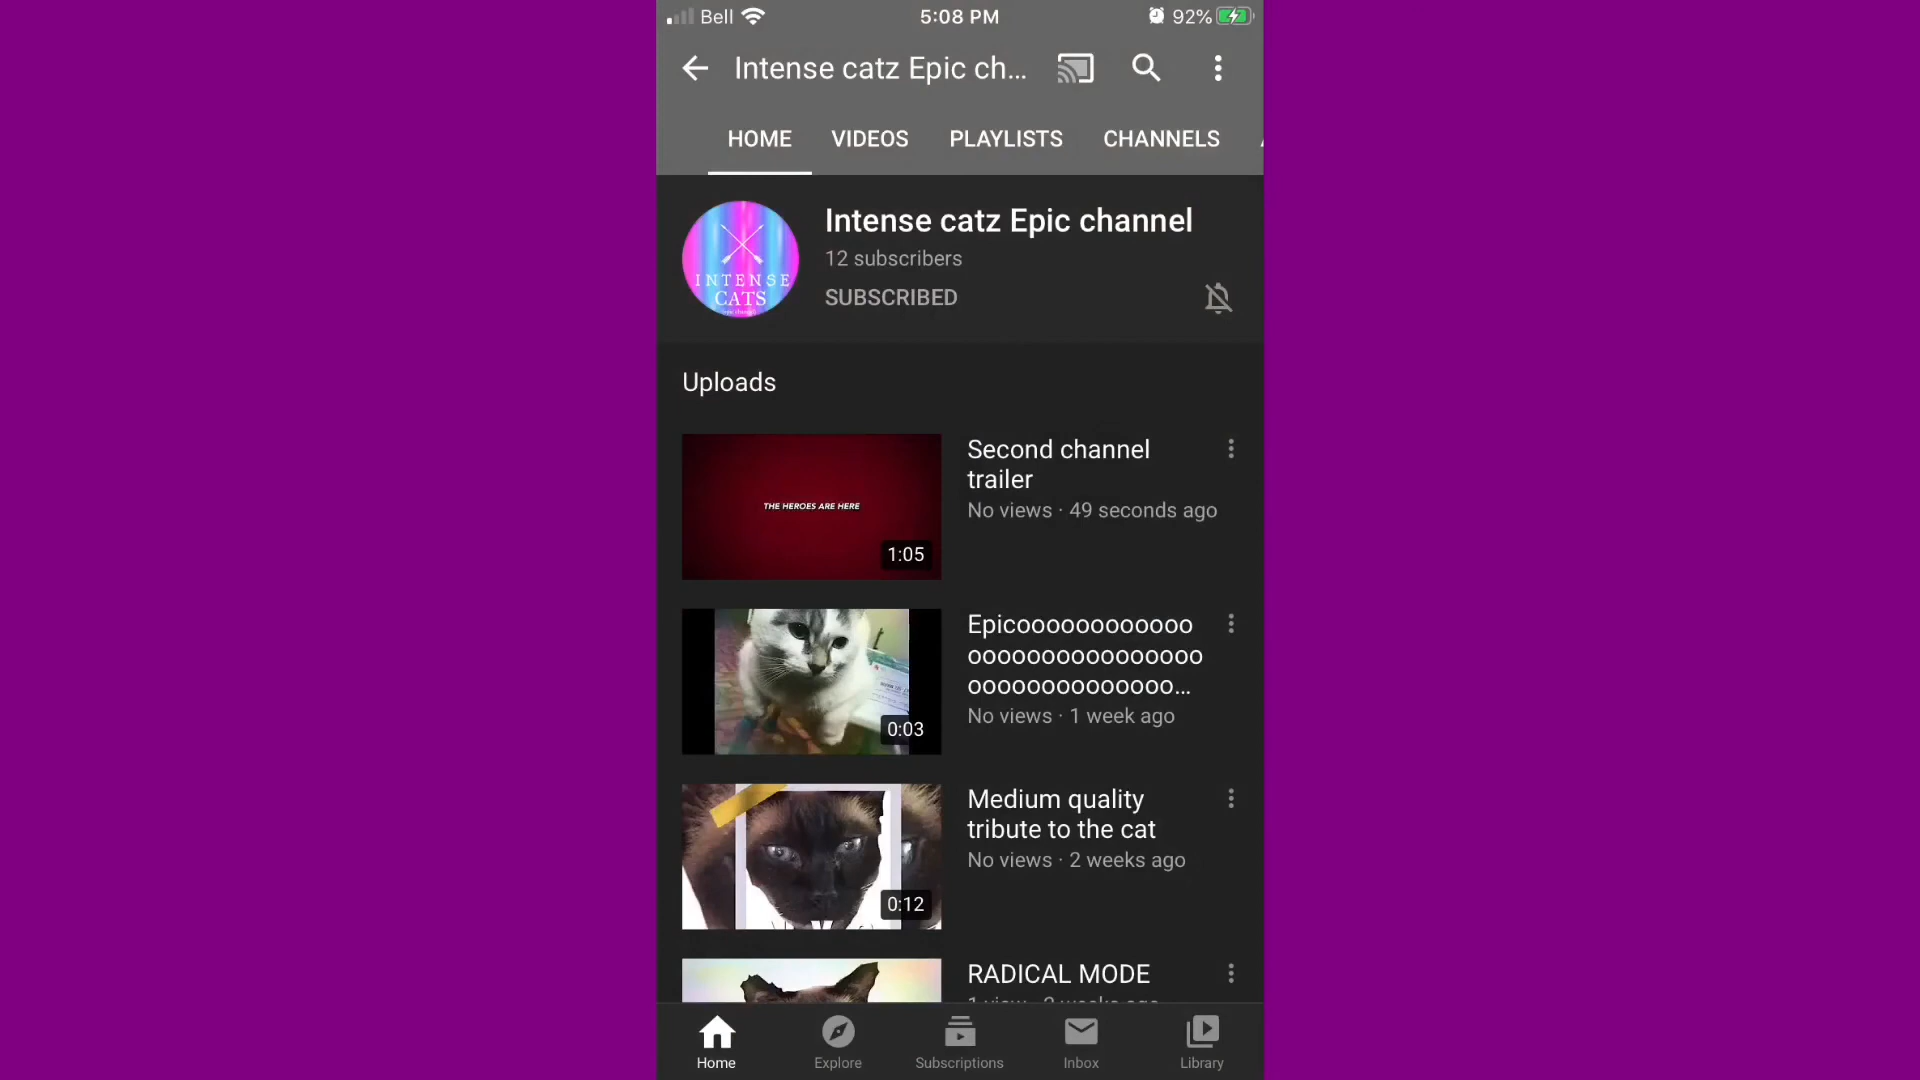 Bell 5:08 PM 92%
Intense catz Epic ch...
HOME VIDEOS PLAYLISTS CHANNELS
INTENSE
CATS
Intense catz Epic channel
12 subscribers
SUBSCRIBED
Uploads
THE HEROES ARE HERE
1:05
Second channel
trailer
No views · 49 seconds ago
0:03
Epicoooooooooooo
oooooooooooooooo
oooooooooooooo...
No views · 1 week ago
0:12
Medium quality
tribute to the cat
No views · 2 weeks ago
RADICAL MODE
Home Explore Subscriptions Inbox Library